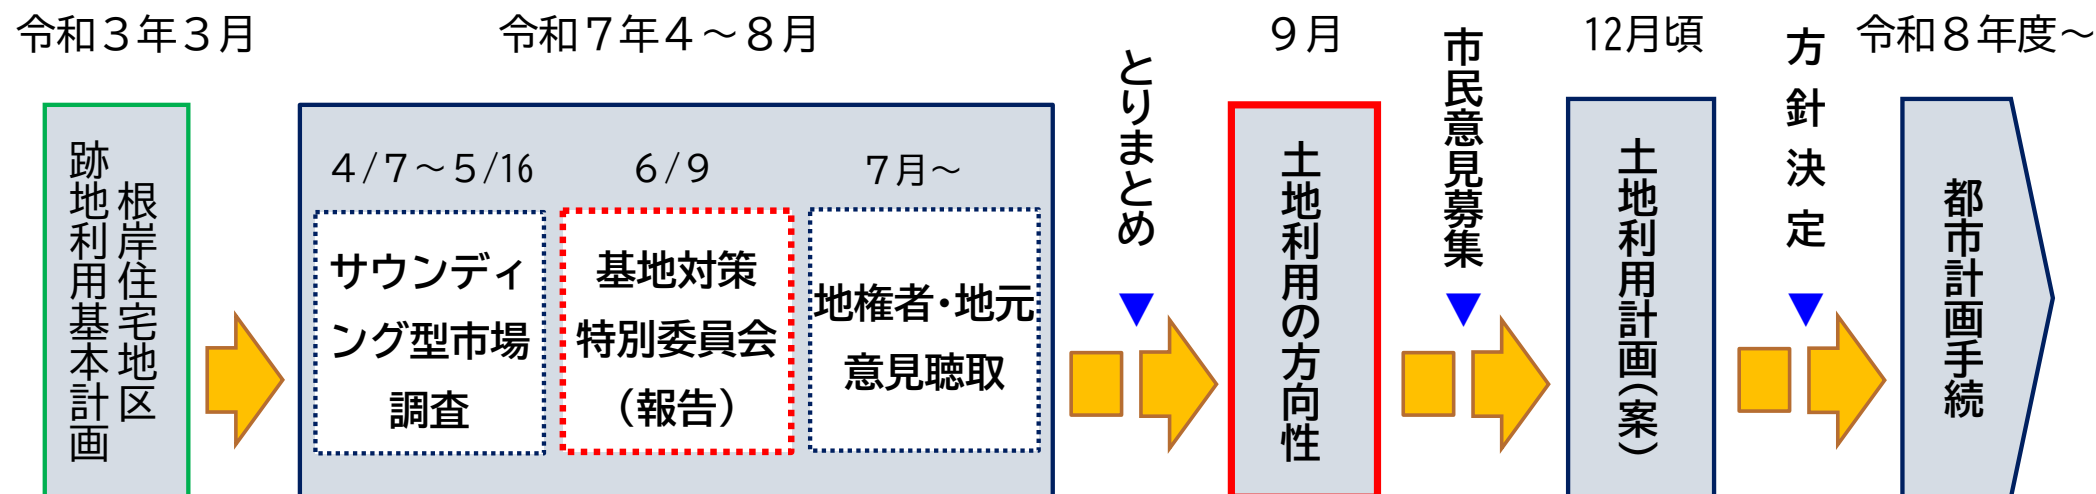 令和３年３月
根岸住宅地区
跡地利用基本計画
令和７年４～８月
４/７～５/16
サウンディ
ング型市場
調査
６/９
基地対策
特別委員会
（報告）
７月～
地権者・地元
意見聴取
とりまとめ
９月
土地利用の方向性
市民意見募集
12月頃
土地利用計画（案）
方針決定
令和８年度～
都市計画手続